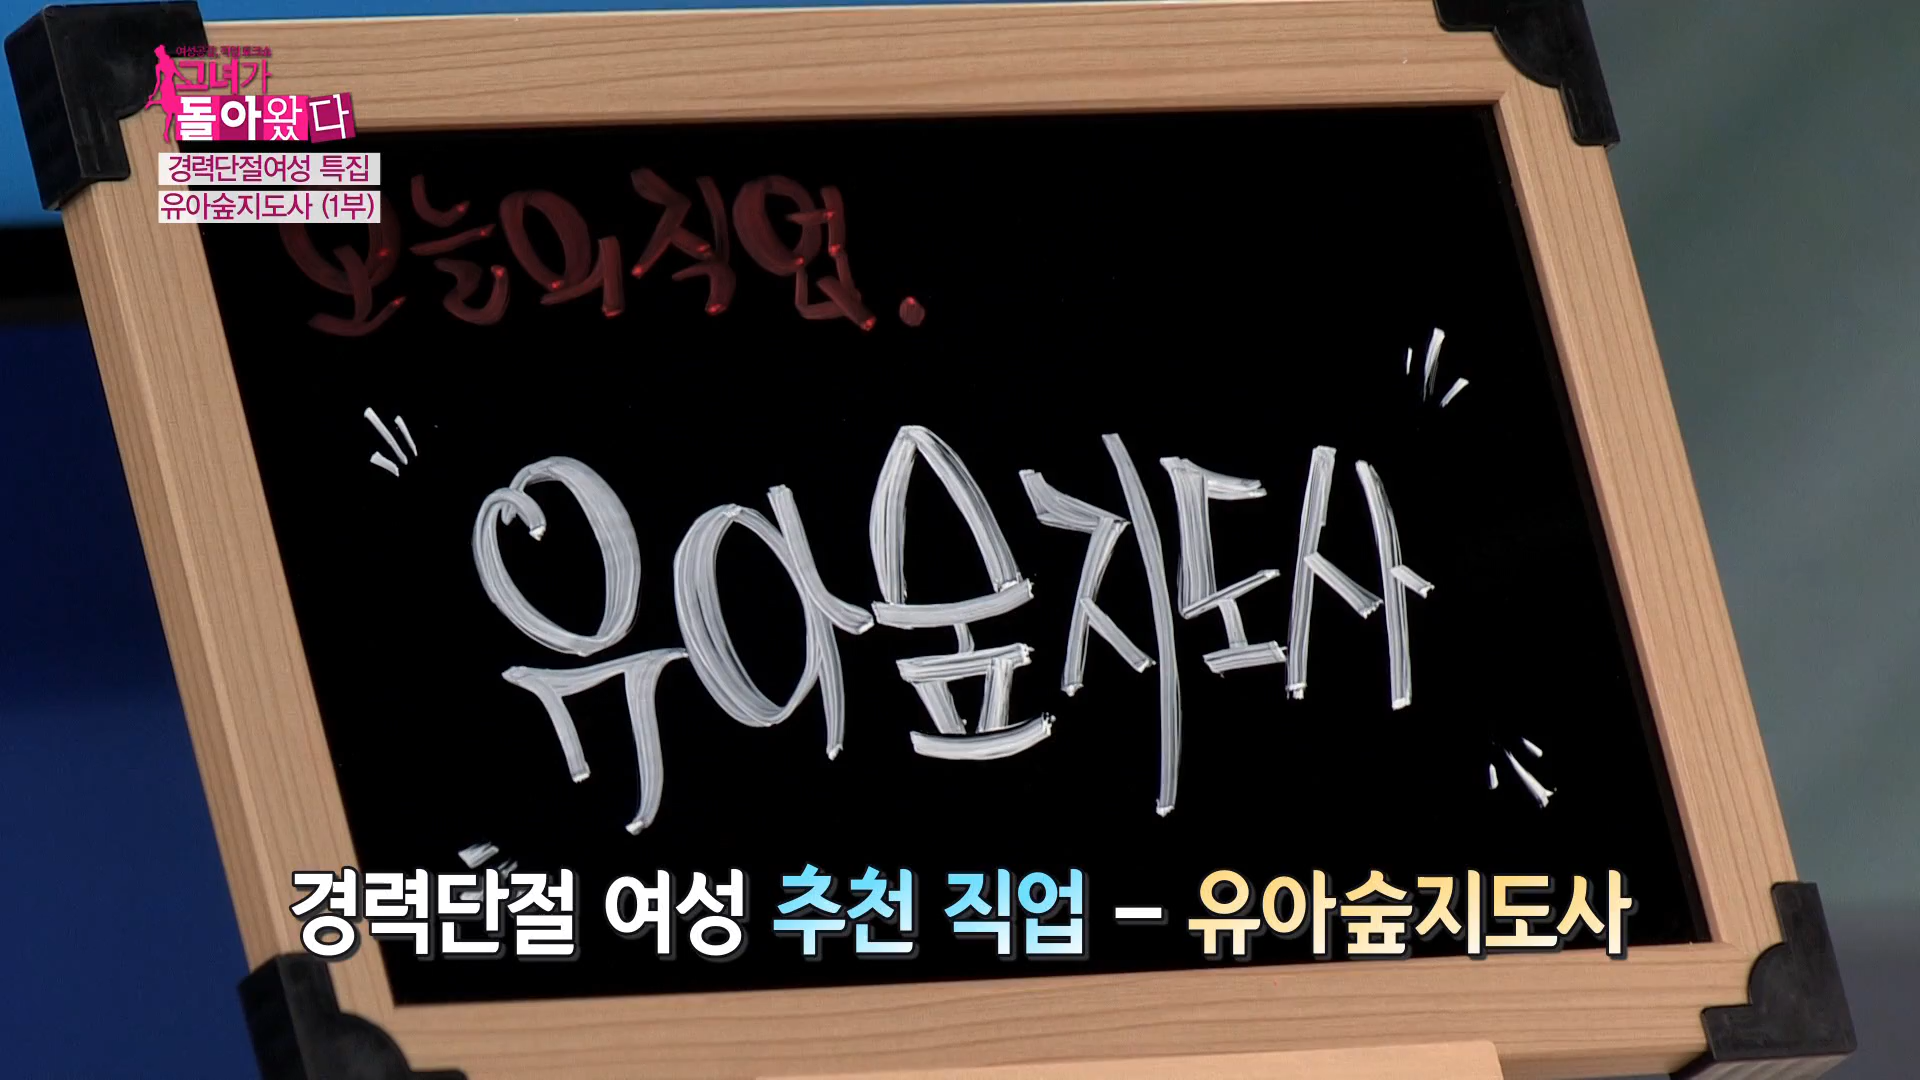 여성공감, 직업 토크쇼
그녀가
돌아왔다
경력단절여성 특집
유아숲지도사 (1부)
오늘의 직업.
유아숲지도사
경력단절 여성 추천 직업 - 유아숲지도사